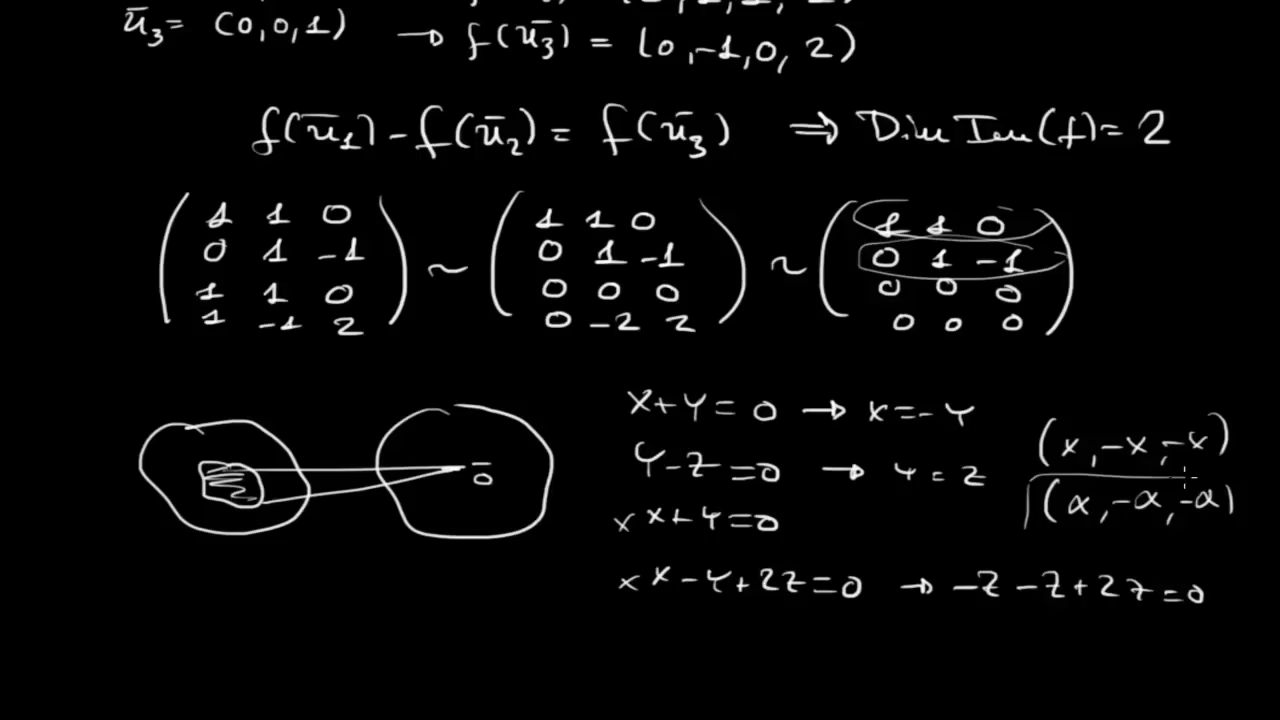 ū₃ = (0,0,1) → f(ū₃) = (0,-1,0,2)
f(ū₁) - f(ū₂) = f(ū₃) ⇒ Dim Im(f) = 2
1 1 0
0 1 -1
1 1 0
1 -1 2
~
1 1 0
0 1 -1
0 0 0
0 -2 2
~
1 1 0
0 1 -1
0 0 0
0 0 0
ō
x+y=0 → x=-y
y-z=0 → y=z
x x+y=0
x x-y+2z=0 → -z-z+2z=0
(x,-x,-x)
(α,-α,-α)